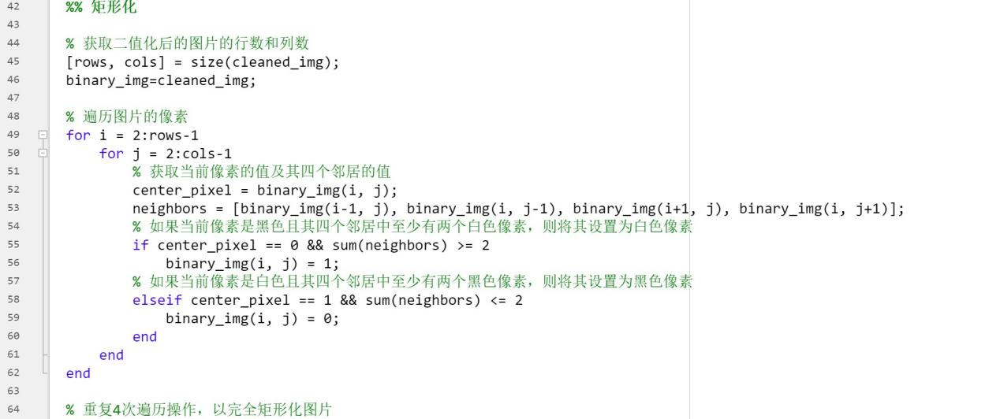 42 %% 矩形化
43
44 % 获取二值化后的图片的行数和列数
45 [rows, cols] = size(cleaned_img);
46 binary_img=cleaned_img;
47
48 % 遍历图片的像素
49 for i = 2:rows-1
50 for j = 2:cols-1
51 % 获取当前像素的值及其四个邻居的值
52 center_pixel = binary_img(i, j);
53 neighbors = [binary_img(i-1, j), binary_img(i, j-1), binary_img(i+1, j), binary_img(i, j+1)];
54 % 如果当前像素是黑色且其四个邻居中至少有两个白色像素，则将其设置为白色像素
55 if center_pixel == 0 && sum(neighbors) >= 2
56 binary_img(i, j) = 1;
57 % 如果当前像素是白色且其四个邻居中至少有两个黑色像素，则将其设置为黑色像素
58 elseif center_pixel == 1 && sum(neighbors) <= 2
59 binary_img(i, j) = 0;
60 end
61 end
62 end
63
64 % 重复4次遍历操作，以完全矩形化图片